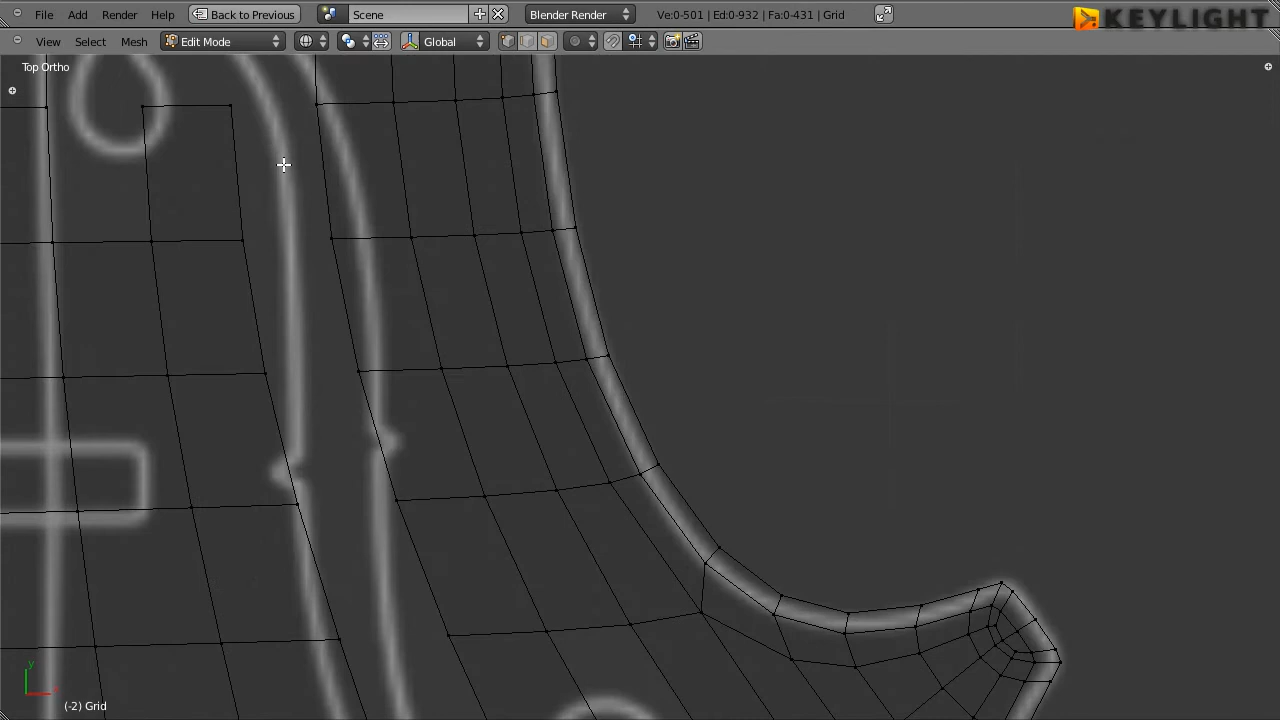 File Add Render Help Back to Previous Scene Blender Render Ve:0-501 | Ed:0-932 | Fa:0-431 | Grid KEYLIGHT
View Select Mesh Edit Mode Global
Top Ortho
y
x
(-2) Grid